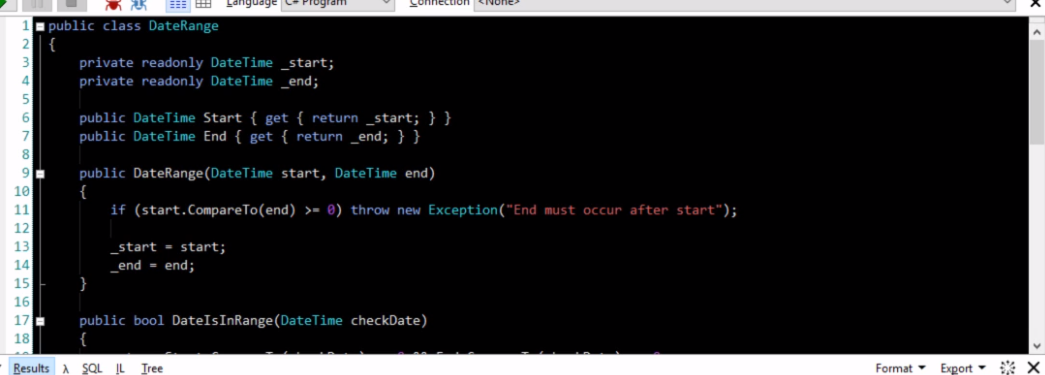 Language C# Program Connection <None>
1 public class DateRange
2 {
3 private readonly DateTime _start;
4 private readonly DateTime _end;
5
6 public DateTime Start { get { return _start; } }
7 public DateTime End { get { return _end; } }
8
9 public DateRange(DateTime start, DateTime end)
10 {
11 if (start.CompareTo(end) >= 0) throw new Exception("End must occur after start");
12
13 _start = start;
14 _end = end;
15 }
16
17 public bool DateIsInRange(DateTime checkDate)
18 {
Results λ SQL IL Tree Format Export